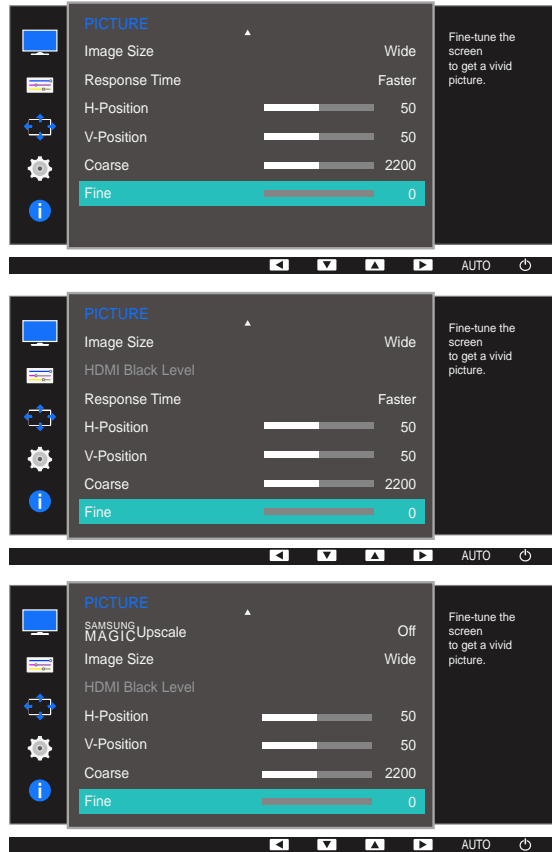 PICTURE
Image Size Wide
Response Time Faster
H-Position 50
V-Position 50
Coarse 2200
Fine 0
Fine-tune the
screen
to get a vivid
picture.
AUTO
PICTURE
Image Size Wide
HDMI Black Level
Response Time Faster
H-Position 50
V-Position 50
Coarse 2200
Fine 0
Fine-tune the
screen
to get a vivid
picture.
AUTO
PICTURE
SAMSUNG
MAGIC Upscale Off
Image Size Wide
HDMI Black Level
H-Position 50
V-Position 50
Coarse 2200
Fine 0
Fine-tune the
screen
to get a vivid
picture.
AUTO